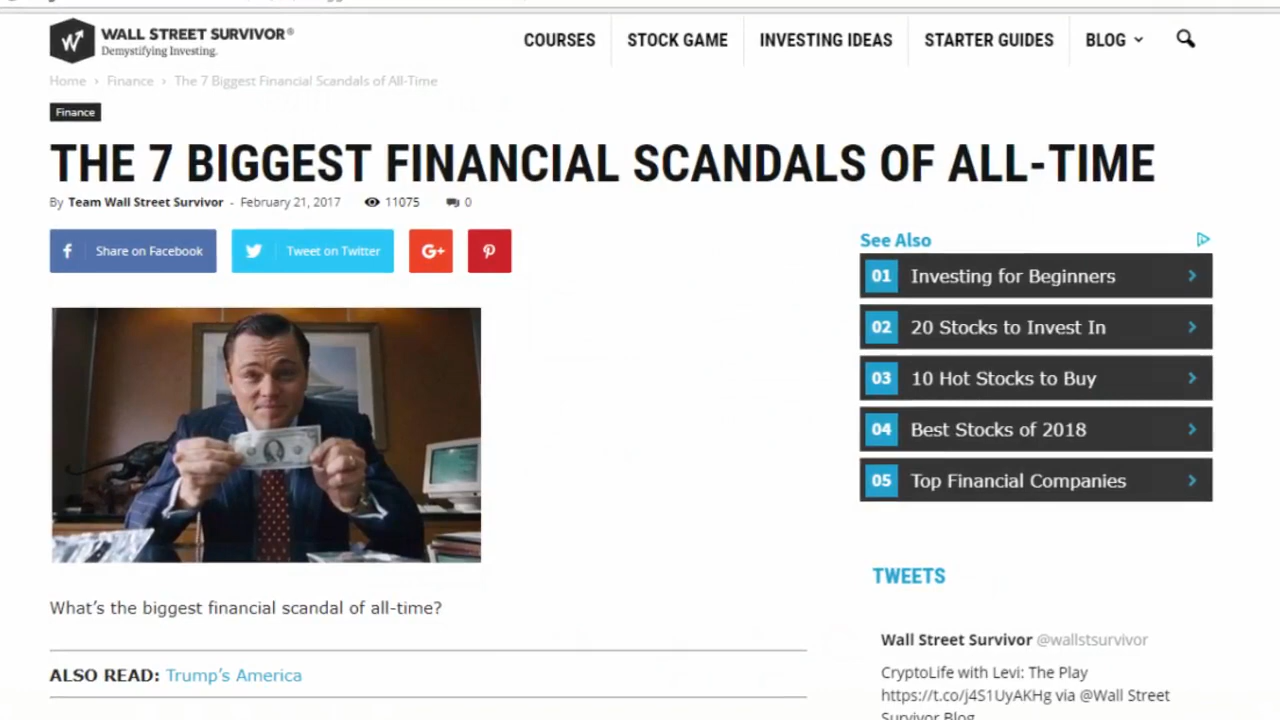 WALL STREET SURVIVOR®
Demystifying Investing.
COURSES
STOCK GAME
INVESTING IDEAS
STARTER GUIDES
BLOG
Home › Finance › The 7 Biggest Financial Scandals of All-Time
Finance
THE 7 BIGGEST FINANCIAL SCANDALS OF ALL-TIME
By Team Wall Street Survivor - February 21, 2017 11075 0
Share on Facebook
Tweet on Twitter
G+
See Also
01 Investing for Beginners
02 20 Stocks to Invest In
03 10 Hot Stocks to Buy
04 Best Stocks of 2018
05 Top Financial Companies
What's the biggest financial scandal of all-time?
ALSO READ: Trump's America
TWEETS
Wall Street Survivor @wallstsurvivor
CryptoLife with Levi: The Play
https://t.co/j4S1UyAKHg via @Wall Street
Survivor Blog